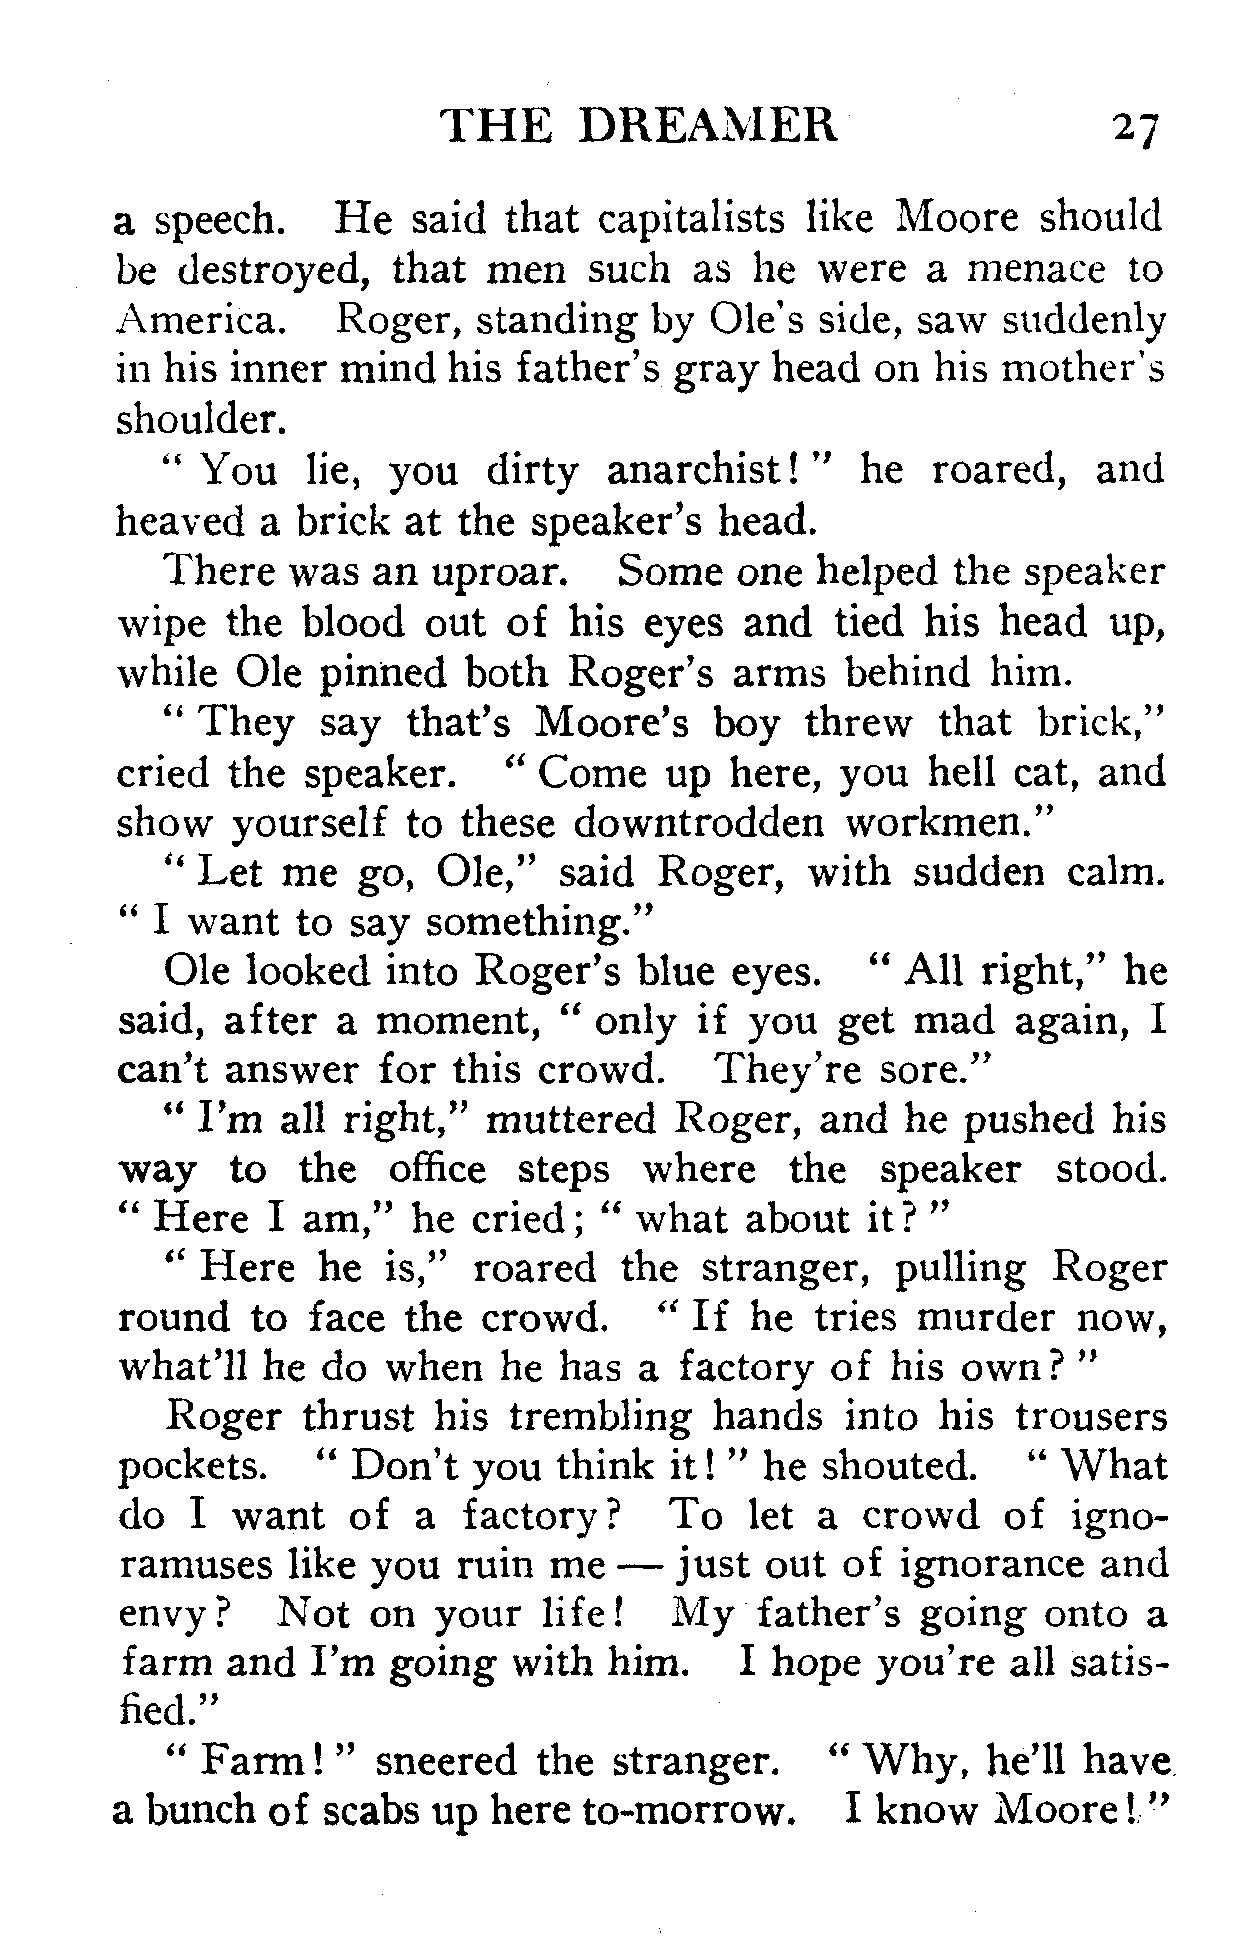 THE DREAMER 27
a speech. He said that capitalists like Moore should
be destroyed, that men such as he were a menace to
America. Roger, standing by Ole's side, saw suddenly
in his inner mind his father's gray head on his mother's
shoulder.
" You lie, you dirty anarchist! " he roared, and
heaved a brick at the speaker's head.
There was an uproar. Some one helped the speaker
wipe the blood out of his eyes and tied his head up,
while Ole pinned both Roger's arms behind him.
" They say that's Moore's boy threw that brick,"
cried the speaker. " Come up here, you hell cat, and
show yourself to these downtrodden workmen."
" Let me go, Ole," said Roger, with sudden calm.
" I want to say something."
Ole looked into Roger's blue eyes. " All right," he
said, after a moment, " only if you get mad again, I
can't answer for this crowd. They're sore."
" I'm all right," muttered Roger, and he pushed his
way to the office steps where the speaker stood.
" Here I am," he cried; " what about it? "
" Here he is," roared the stranger, pulling Roger
round to face the crowd. " If he tries murder now,
what'll he do when he has a factory of his own? "
Roger thrust his trembling hands into his trousers
pockets. " Don't you think it! " he shouted. " What
do I want of a factory? To let a crowd of igno-
ramuses like you ruin me — just out of ignorance and
envy? Not on your life! My father's going onto a
farm and I'm going with him. I hope you're all satis-
fied."
" Farm! " sneered the stranger. " Why, he'll have
a bunch of scabs up here to-morrow. I know Moore! "